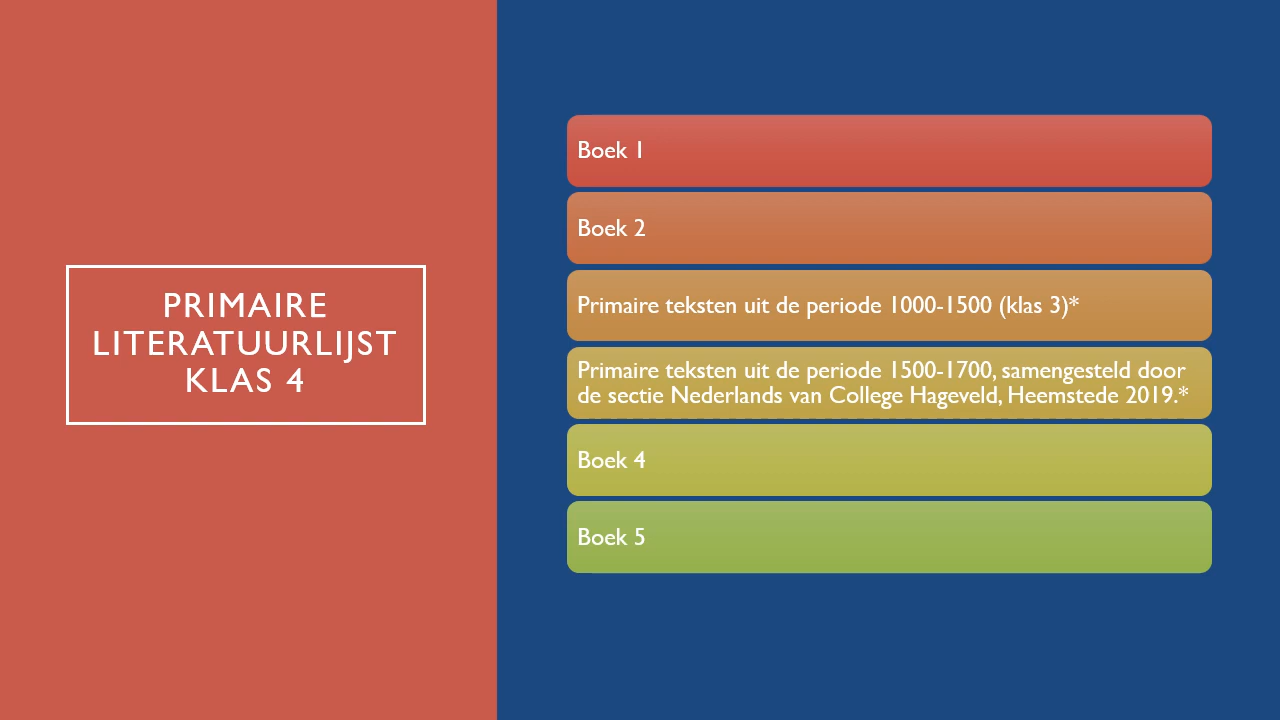 PRIMAIRE
LITERATUURLIJST
KLAS 4
Boek 1
Boek 2
Primaire teksten uit de periode 1000-1500 (klas 3)*
Primaire teksten uit de periode 1500-1700, samengesteld door
de sectie Nederlands van College Hageveld, Heemstede 2019.*
Boek 4
Boek 5